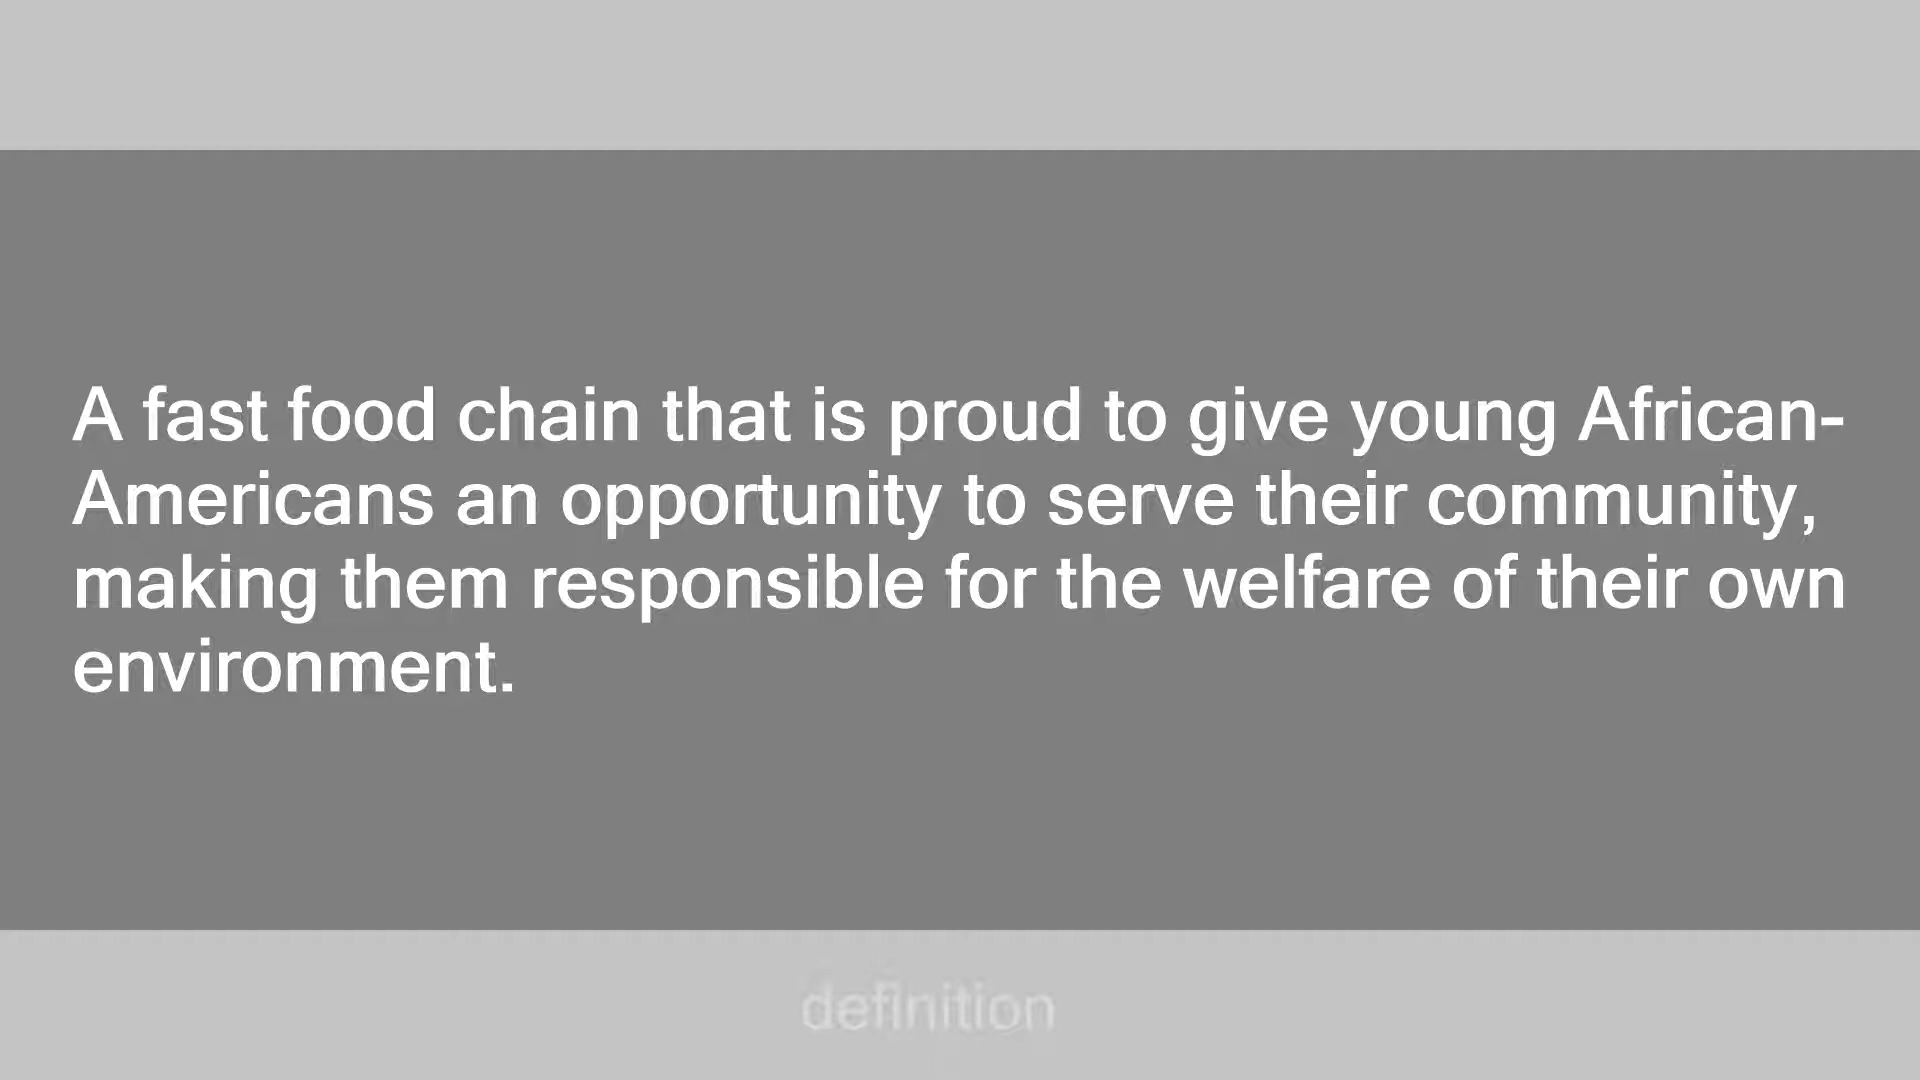 A fast food chain that is proud to give young African-
Americans an opportunity to serve their community,
making them responsible for the welfare of their own
environment.
definition